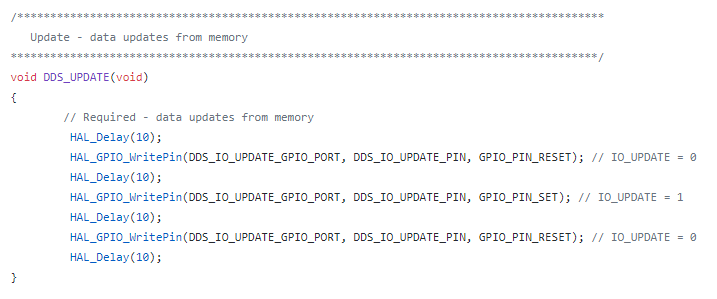 /*****************************************************************************************
Update - data updates from memory
*****************************************************************************************/
void DDS_UPDATE(void)
{
// Required - data updates from memory
HAL_Delay(10);
HAL_GPIO_WritePin(DDS_IO_UPDATE_GPIO_PORT, DDS_IO_UPDATE_PIN, GPIO_PIN_RESET); // IO_UPDATE = 0
HAL_Delay(10);
HAL_GPIO_WritePin(DDS_IO_UPDATE_GPIO_PORT, DDS_IO_UPDATE_PIN, GPIO_PIN_SET); // IO_UPDATE = 1
HAL_Delay(10);
HAL_GPIO_WritePin(DDS_IO_UPDATE_GPIO_PORT, DDS_IO_UPDATE_PIN, GPIO_PIN_RESET); // IO_UPDATE = 0
HAL_Delay(10);
}